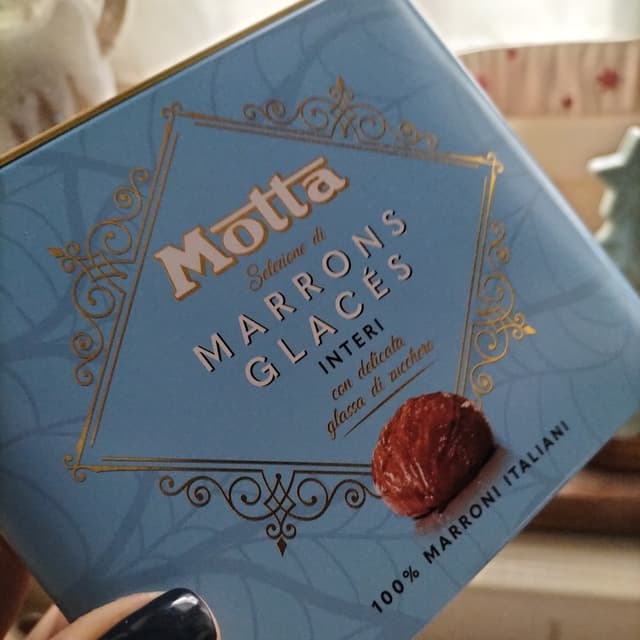 Motta
Selezione di
MARRONS
GLACÉS
INTERI
con delicata
glassa di zucchero
100% MARRONI ITALIANI